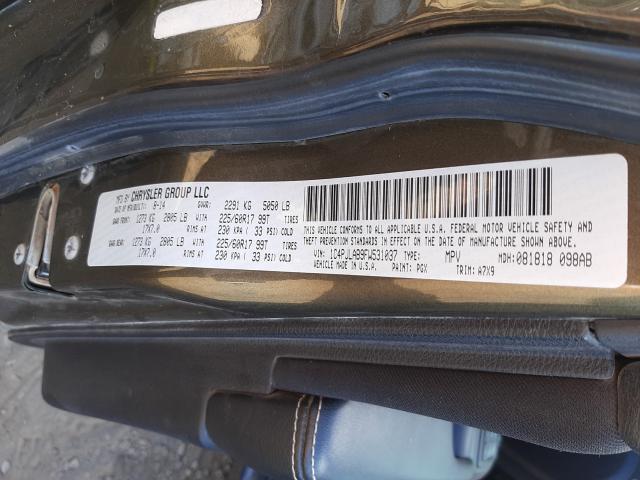 MFD BY CHRYSLER GROUP LLC
DATE OF MFR 8-14 GVWR: 2291 KG 5050 LB
GAWR FRONT: 1273 KG 2805 LB WITH 225/60R17 99T TIRES
17X7.0 RIMS AT 230 KPA ( 33 PSI) COLD
GAWR REAR: 1273 KG 2805 LB WITH 225/60R17 99T TIRES
17X7.0 RIMS AT 230 KPA ( 33 PSI) COLD
THIS VEHICLE CONFORMS TO ALL APPLICABLE U.S.A. FEDERAL MOTOR VEHICLE SAFETY AND
THEFT PREVENTION STANDARDS IN EFFECT ON THE DATE OF MANUFACTURE SHOWN ABOVE.
VIN: 1C4PJLAB9FW531037 TYPE: MPV MDH: 081818 098AB
VEHICLE MADE IN U.S.A. PAINT: PGX TRIM: A7X9